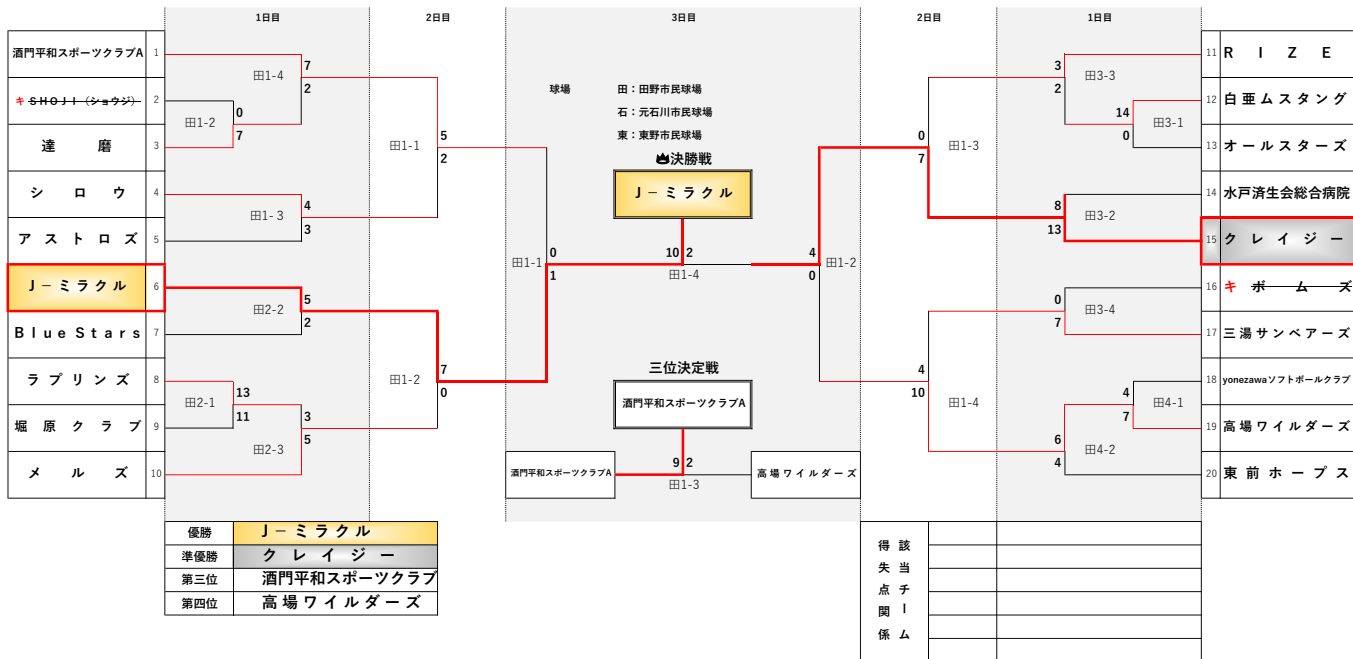 1日目 2日目 3日目 2日目 1日目
酒門平和スポーツクラブA 1
キ SHOJI（ショウジ） 2
達磨 3
シロウ 4
アストロズ 5
J－ミラクル 6
Blue Stars 7
ラプリンズ 8
堀原クラブ 9
メルズ 10
田1-4 7 2
田1-2 0 7
田1-1 5 2
田1-3 4 3
田2-2 5 2
田1-2 7 0
田2-1 13 11
田2-3 3 5
田1-1 0 1
球場 田：田野市民球場
石：元石川市民球場
東：東野市民球場
決勝戦
J－ミラクル
10 2
田1-4
三位決定戦
酒門平和スポーツクラブA
9 2
酒門平和スポーツクラブA 田1-3 高場ワイルダーズ
4 0 田1-2
0 7 田1-3
4 10 田1-4
3 2 田3-3
14 0 田3-1
8 13 田3-2
0 7 田3-4
4 7 田4-1
6 4 田4-2
11 RIZE
12 白亜ムスタング
13 オールスターズ
14 水戸済生会総合病院
15 クレイジー
16 キ ボムズ
17 三湯サンベアーズ
18 yonezawaソフトボールクラブ
19 高場ワイルダーズ
20 東前ホープス
優勝 J－ミラクル
準優勝 クレイジー
第三位 酒門平和スポーツクラブ
第四位 高場ワイルダーズ
該当チーム
得失点関係